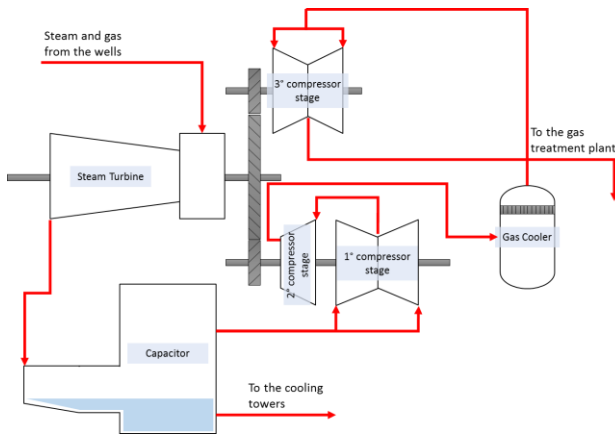 Steam and gas
from the wells
3° compressor
stage
To the gas
treatment plant
Steam Turbine
Gas Cooler
2° compressor
stage
1° compressor
stage
Capacitor
To the cooling
towers